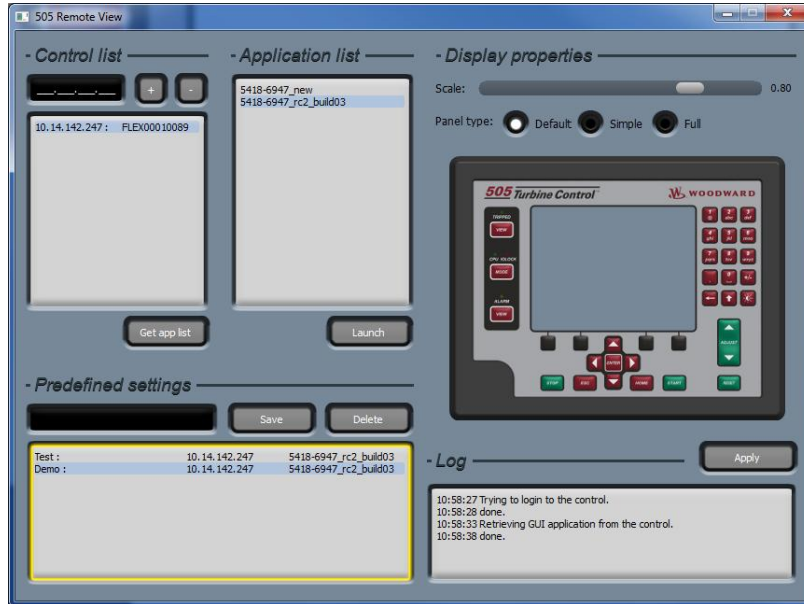 505 Remote View
- Control list
- Application list
- Display properties
__.__.__.__
+
-
10.14.142.247 : FLEX00010089
Get app list
5418-6947_new
5418-6947_rc2_build03
Launch
Scale:
0.80
Panel type: Default Simple Full
505 Turbine Control
WOODWARD
TRIPPED
VIEW
MODE
ALARM
VIEW
ADJUST
ENTER
STOP ESC HOME START RESET
- Predefined settings
Save
Delete
Test : 10.14.142.247 5418-6947_rc2_build03
Demo : 10.14.142.247 5418-6947_rc2_build03
- Log
Apply
10:58:27 Trying to login to the control.
10:58:28 done.
10:58:33 Retrieving GUI application from the control.
10:58:38 done.